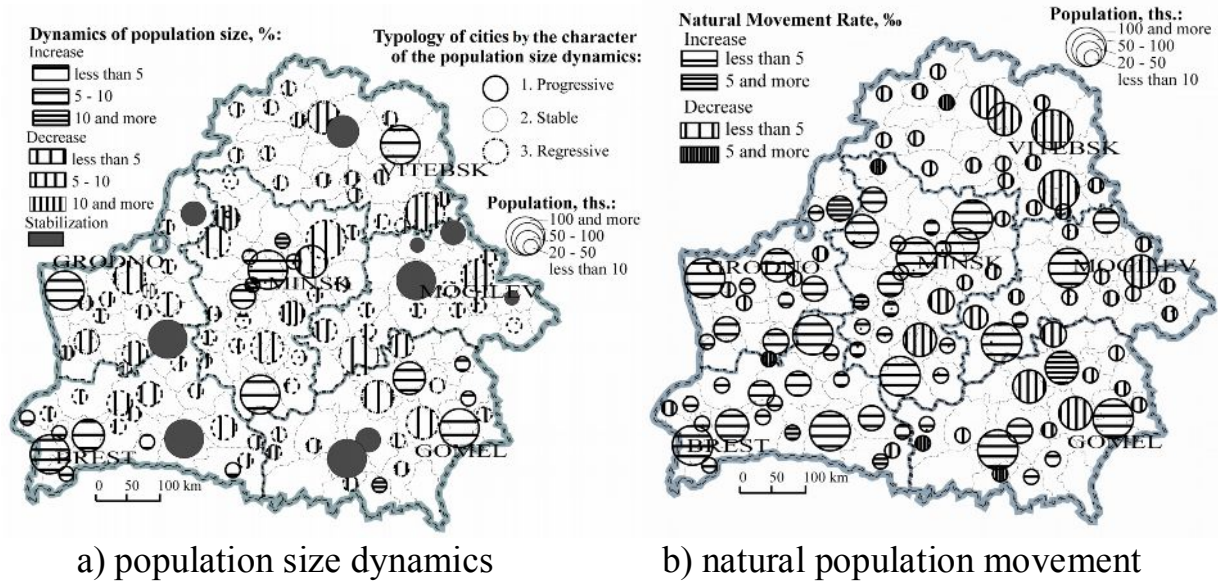 Dynamics of population size, %:
Increase
less than 5
5 - 10
10 and more
Decrease
less than 5
5 - 10
10 and more
Stabilization
Typology of cities by the character
of the population size dynamics:
1. Progressive
2. Stable
3. Regressive
Population, ths.:
100 and more
50 - 100
20 - 50
less than 10
VITEBSK
GRODNO
MINSK
MOGILEV
BREST
GOMEL
0 50 100 km
a) population size dynamics
Natural Movement Rate, ‰
Increase
less than 5
5 and more
Decrease
less than 5
5 and more
Population, ths.:
100 and more
50 - 100
20 - 50
less than 10
VITEBSK
GRODNO
MINSK
MOGILEV
BREST
GOMEL
0 50 100 km
b) natural population movement